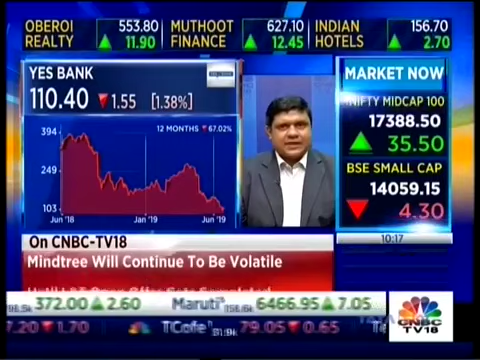 OBEROI REALTY 553.80 11.90
MUTHOOT FINANCE 627.10 12.45
INDIAN HOTELS 156.70 2.70
YES BANK
110.40 1.55 [1.38%]
12 MONTHS 67.02%
394
249
103
Jun '18 Jan '19 Jun '19
MARKET NOW
NIFTY MIDCAP 100
17388.50
35.50
BSE SMALL CAP
14059.15
4.30
10:17
On CNBC-TV18
Mindtree Will Continue To Be Volatile
372.00 2.60 Maruti 6466.95 7.05
7.20 1.70 TCofe 79.05 0.65
CNBC
TV18